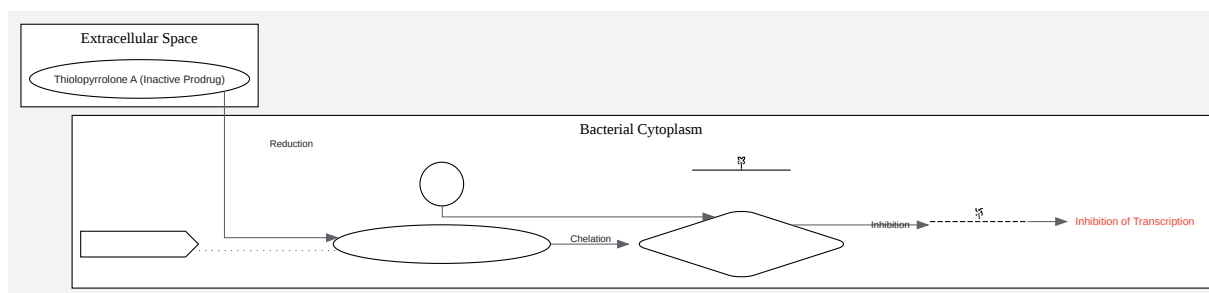 Extracellular Space
Thiolopyrrolone A (Inactive Prodrug)
Bacterial Cytoplasm
Reduction
Chelation
Inhibition
Inhibition of Transcription